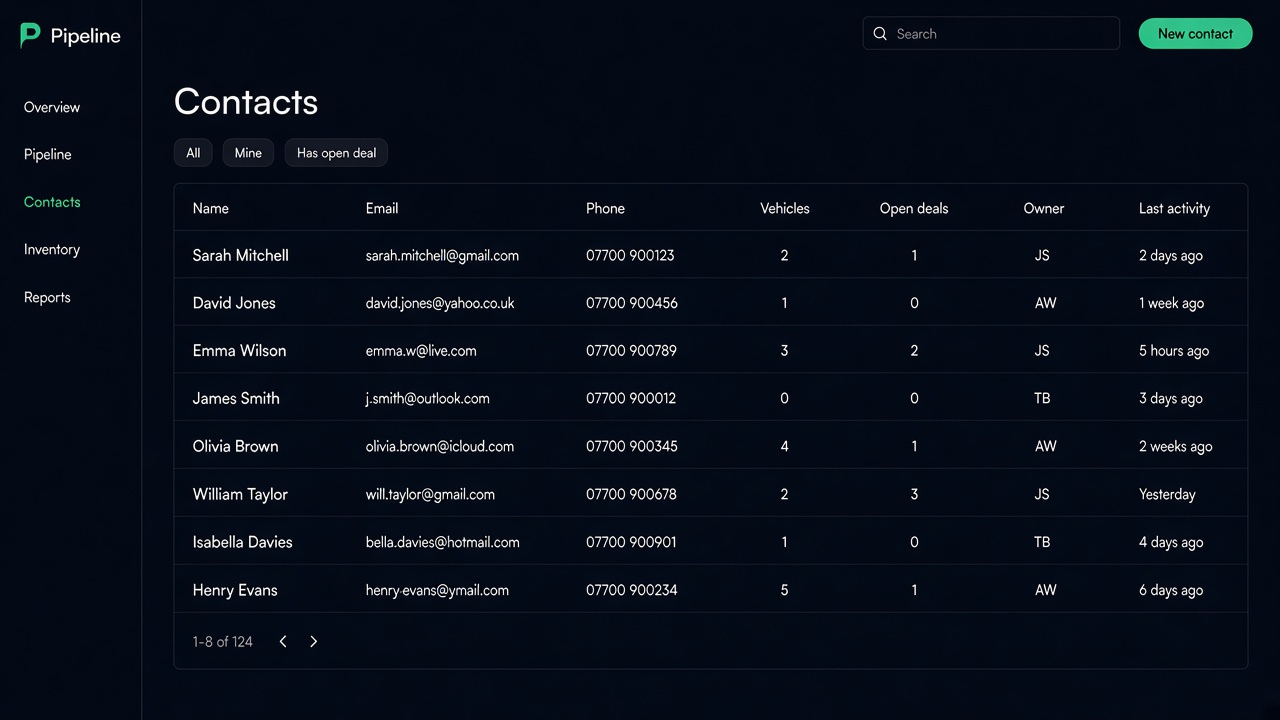 Pipeline
Search
New contact
Overview
Pipeline
Contacts
Inventory
Reports
Contacts
All Mine Has open deal
Name Email Phone Vehicles Open deals Owner Last activity
Sarah Mitchell sarah.mitchell@gmail.com 07700 900123 2 1 JS 2 days ago
David Jones david.jones@yahoo.co.uk 07700 900456 1 0 AW 1 week ago
Emma Wilson emma.w@live.com 07700 900789 3 2 JS 5 hours ago
James Smith j.smith@outlook.com 07700 900012 0 0 TB 3 days ago
Olivia Brown olivia.brown@icloud.com 07700 900345 4 1 AW 2 weeks ago
William Taylor will.taylor@gmail.com 07700 900678 2 3 JS Yesterday
Isabella Davies bella.davies@hotmail.com 07700 900901 1 0 TB 4 days ago
Henry Evans henry-evans@ymail.com 07700 900234 5 1 AW 6 days ago
1-8 of 124